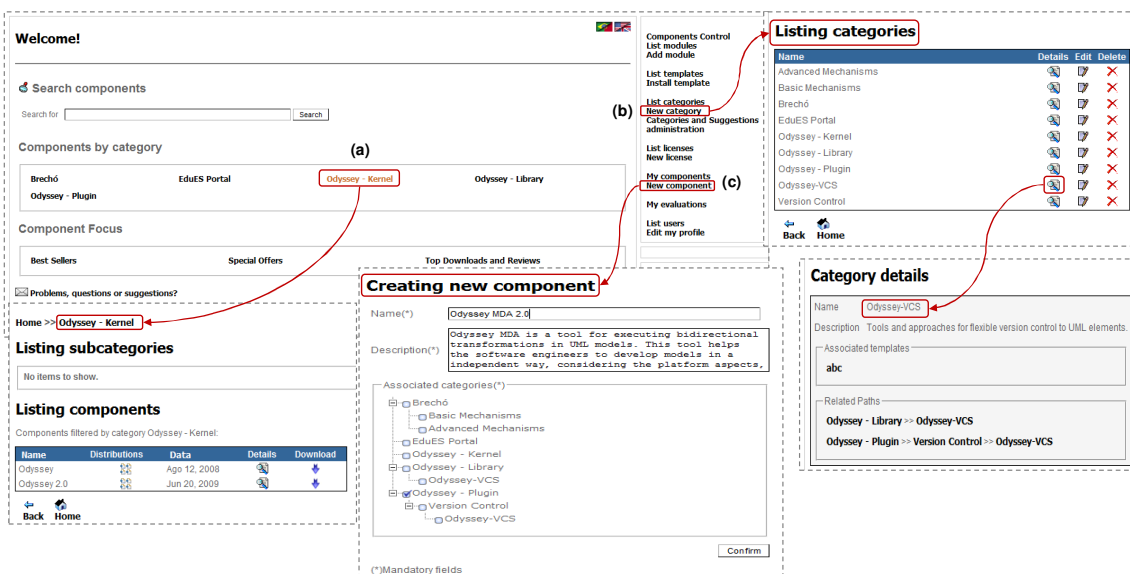 Welcome!
Search components
Search for
Search
Components by category
(a)
Brechó EduES Portal Odyssey - Kernel Odyssey - Library
Odyssey - Plugin
Component Focus
Best Sellers Special Offers Top Downloads and Reviews
Problems, questions or suggestions?
Components Control
List modules
Add module
List templates
Install template
List categories
(b) New category
Categories and Suggestions
administration
List licenses
New license
My components
New component (c)
My evaluations
List users
Edit my profile
Listing categories
Name Details Edit Delete
Advanced Mechanisms
Basic Mechanisms
Brechó
EduES Portal
Odyssey - Kernel
Odyssey - Library
Odyssey - Plugin
Odyssey-VCS
Version Control
Back Home
Home >> Odyssey - Kernel
Listing subcategories
No items to show.
Listing components
Components filtered by category Odyssey - Kernel:
Name Distributions Data Details Download
Odyssey Ago 12, 2008
Odyssey 2.0 Jun 20, 2009
Back Home
Creating new component
Name(*) Odyssey MDA 2.0
Description(*)
Odyssey MDA is a tool for executing bidirectional
transformations in UML models. This tool helps
the software engineers to develop models in a
independent way, considering the platform aspects,
Associated categories(*)
Brechó
Basic Mechanisms
Advanced Mechanisms
EduES Portal
Odyssey - Kernel
Odyssey - Library
Odyssey-VCS
Odyssey - Plugin
Version Control
Odyssey-VCS
Confirm
(*)Mandatory fields
Category details
Name Odyssey-VCS
Description Tools and approaches for flexible version control to UML elements.
Associated templates
abc
Related Paths
Odyssey - Library >> Odyssey-VCS
Odyssey - Plugin >> Version Control >> Odyssey-VCS